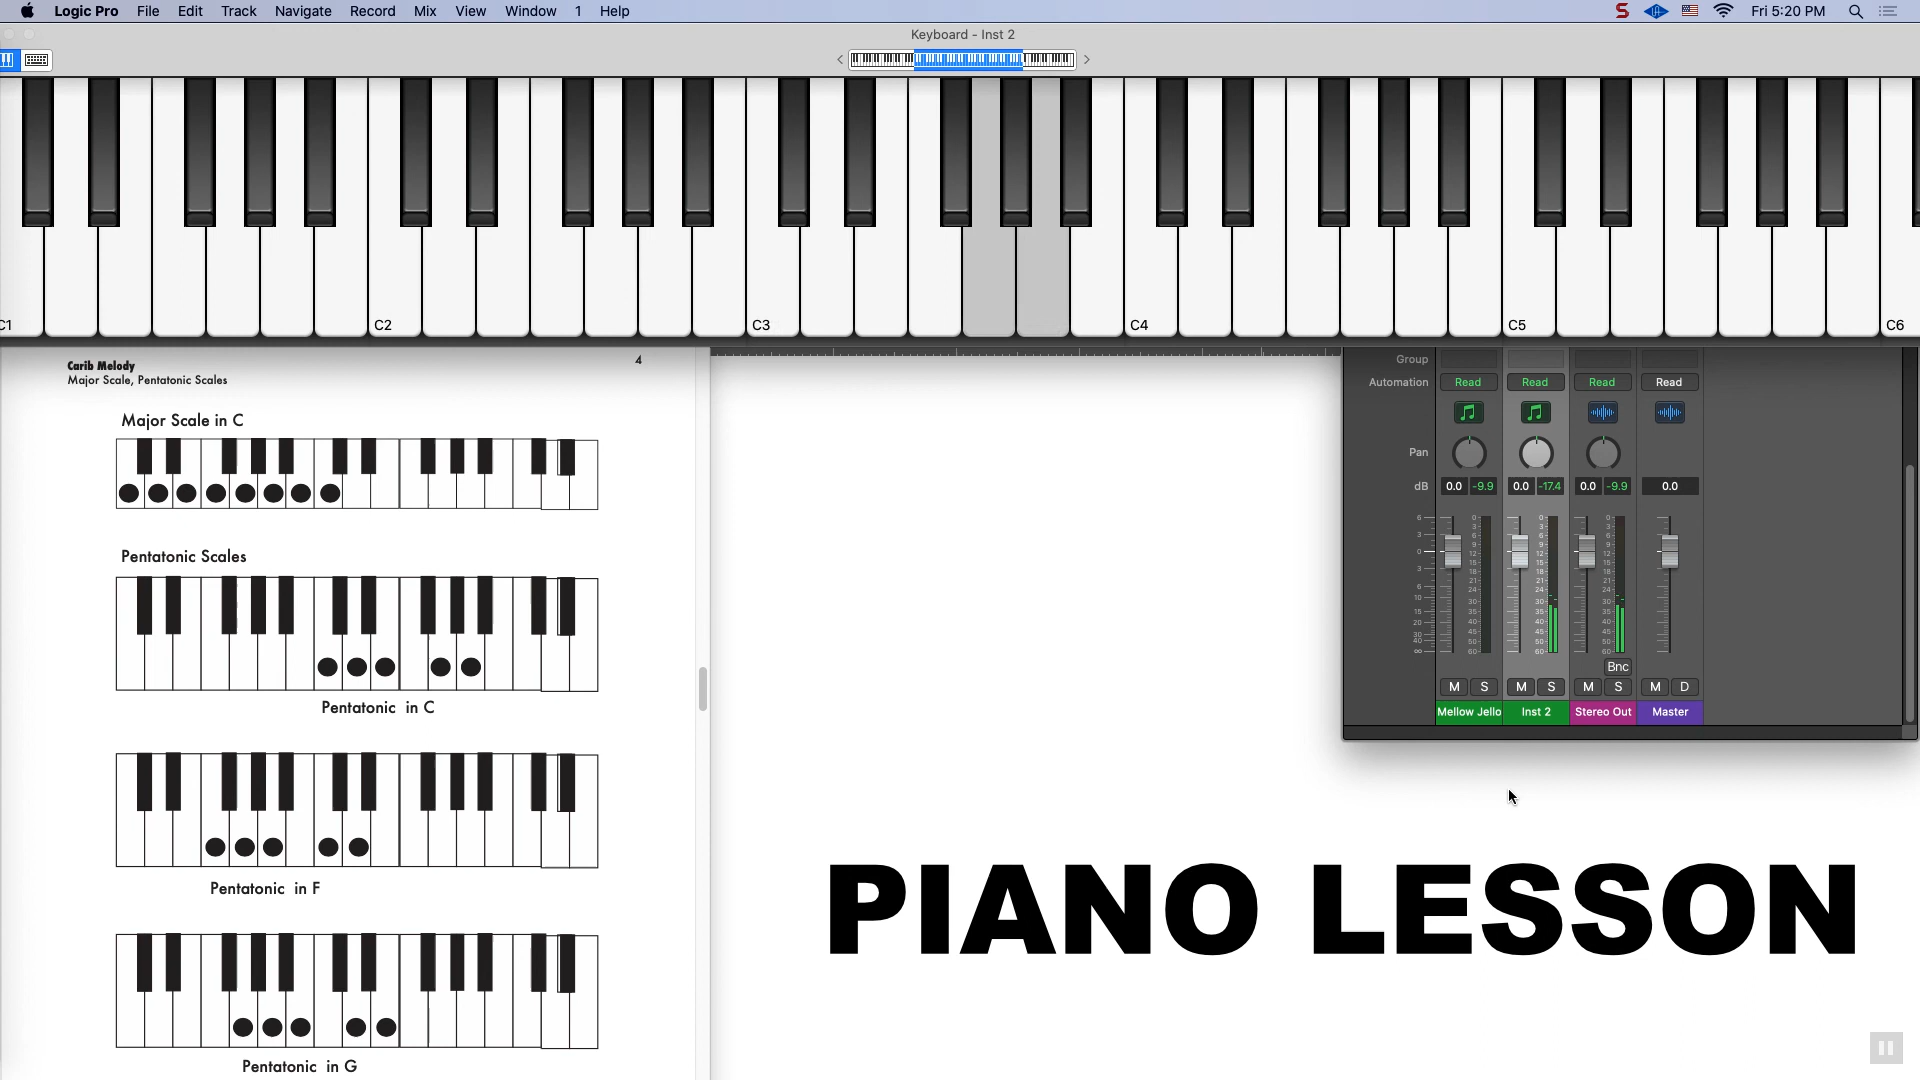 Logic Pro File Edit Track Navigate Record Mix View Window 1 Help
S Fri 5:20 PM
Keyboard - Inst 2
C1 C2 C3 C4 C5 C6
Carib Melody
Major Scale, Pentatonic Scales
4
Major Scale in C
Pentatonic Scales
Pentatonic in C
Pentatonic in F
Pentatonic in G
Group
Automation Read Read Read Read
Pan
dB 0.0 -9.9 0.0 -17.4 0.0 -9.9 0.0
Bnc
M S M S M S M D
Mellow Jello Inst 2 Stereo Out Master
PIANO LESSON